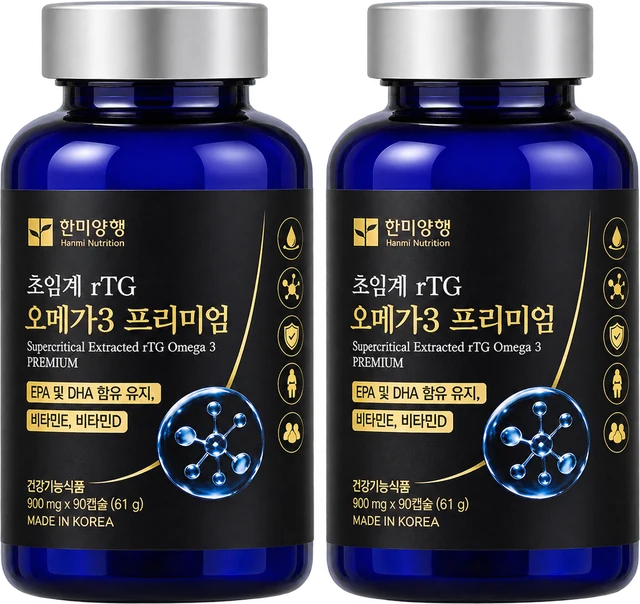 한미양행
Hanmi Nutrition
초임계 rTG
오메가3 프리미엄
Supercritical Extracted rTG Omega 3
PREMIUM
EPA 및 DHA 함유 유지,
비타민E, 비타민D
건강기능식품
900 mg x 90캡슐 (61 g)
MADE IN KOREA
한미양행
Hanmi Nutrition
초임계 rTG
오메가3 프리미엄
Supercritical Extracted rTG Omega 3
PREMIUM
EPA 및 DHA 함유 유지,
비타민E, 비타민D
건강기능식품
900 mg x 90캡슐 (61 g)
MADE IN KOREA